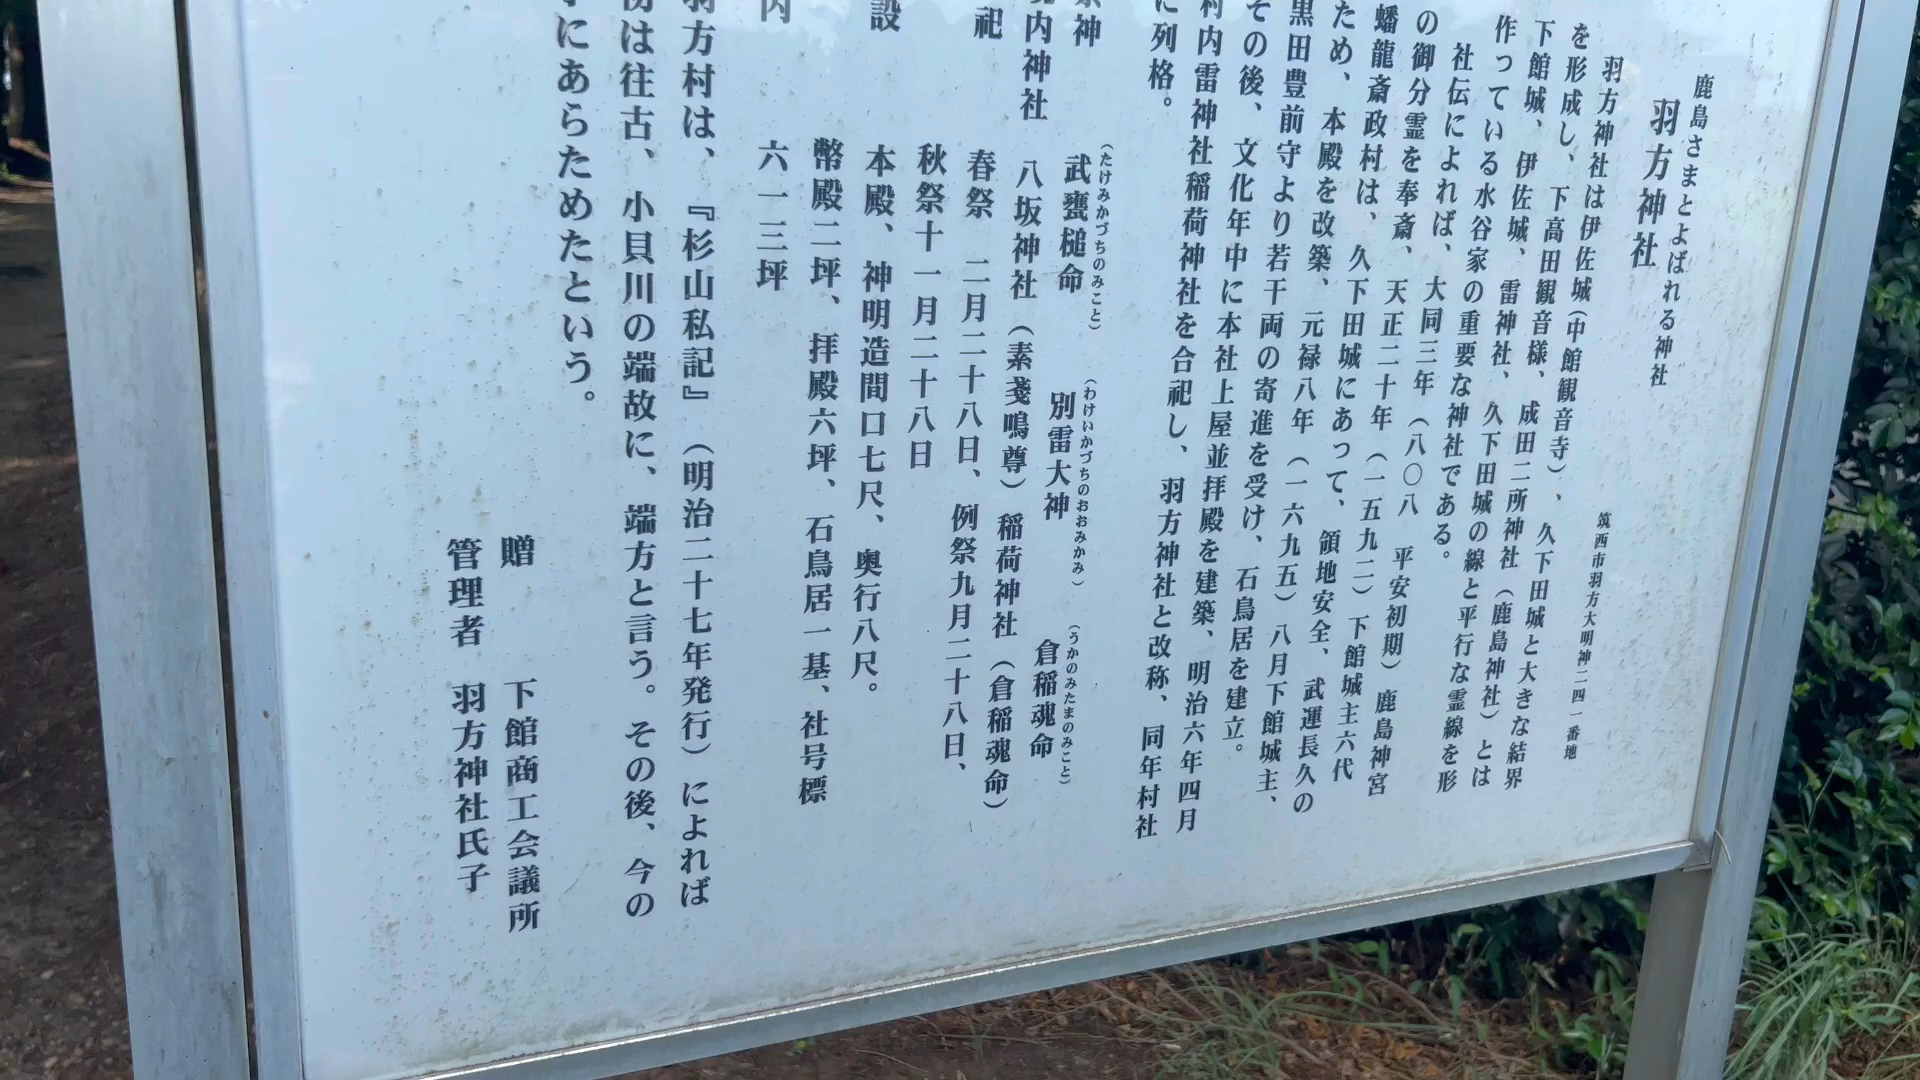 鹿島さまとよばれる神社
羽方神社
筑西市羽方大明神二四一番地
羽方神社は伊佐城(中館観音寺)、久下田城と大きな結界
を形成し、下高田観音様、成田二所神社(鹿島神社)とは
下館城、伊佐城、雷神社、久下田城の線と平行な霊線を形
作っている水谷家の重要な神社である。
社伝によれば、大同三年(八〇八 平安初期)鹿島神宮
の御分霊を奉斎、天正二十年(一五九二)下館城主六代
蟠龍斎政村は、久下田城にあって、領地安全、武運長久の
ため、本殿を改築、元禄八年(一六九五)八月下館城主、
黒田豊前守より若干両の寄進を受け、石鳥居を建立。
その後、文化年中に本社上屋並拝殿を建築、明治六年四月
村内雷神社稲荷神社を合祀し、羽方神社と改称、同年村社
に列格。
祭神 武甕槌命(たけみかづちのみこと) 別雷大神(わけいかづちのおおみかみ) 倉稲魂命(うかのみたまのみこと)
境内神社 八坂神社(素戔鳴尊)稲荷神社(倉稲魂命)
祀 春祭 二月二十八日、例祭九月二十八日、
秋祭十一月二十八日
設 本殿、神明造間口七尺、奥行八尺。
幣殿二坪、拝殿六坪、石鳥居一基、社号標
内 六一三坪
羽方村は、『杉山私記』(明治二十七年発行)によれば
初は往古、小貝川の端故に、端方と言う。その後、今の
字にあらためたという。
贈 下館商工会議所
管理者 羽方神社氏子